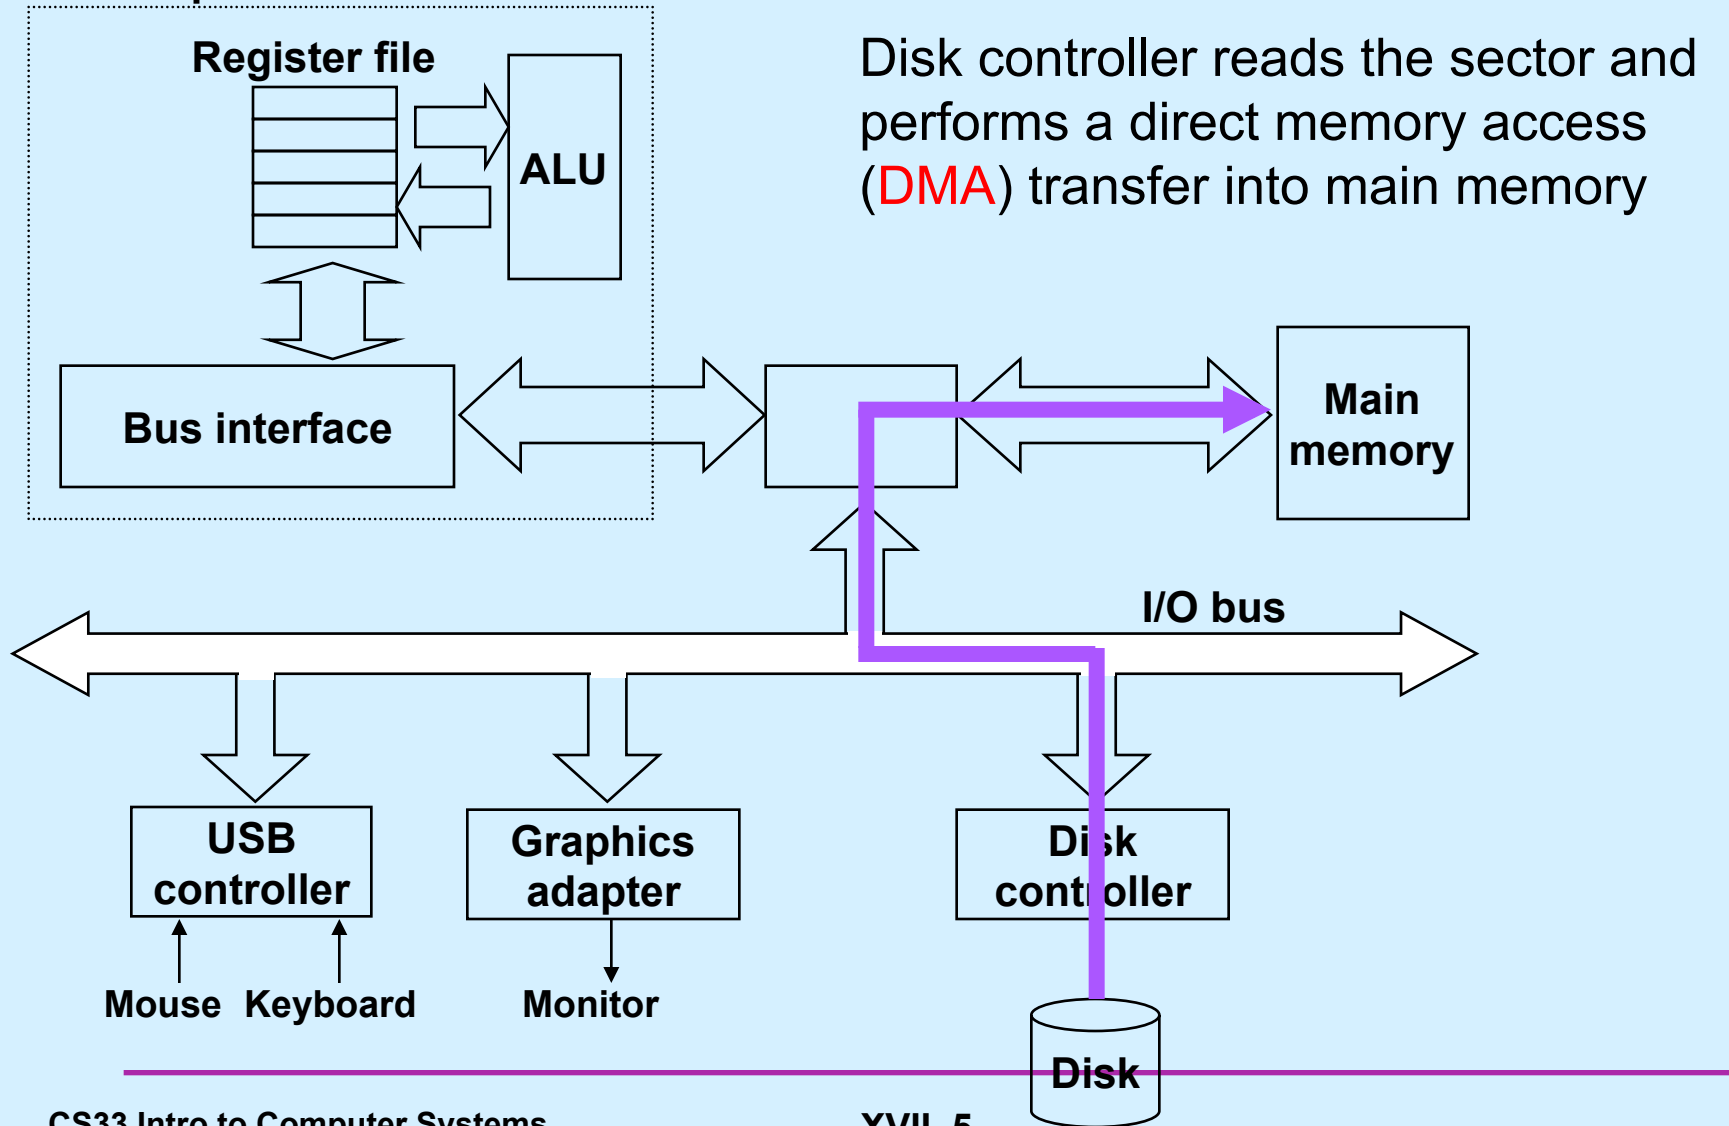 Register file
ALU
Disk controller reads the sector and
performs a direct memory access
(DMA) transfer into main memory
Bus interface
Main
memory
I/O bus
USB
controller
Graphics
adapter
Disk
controller
Mouse Keyboard
Monitor
Disk
CS33 Intro to Computer Systems
XVII–5